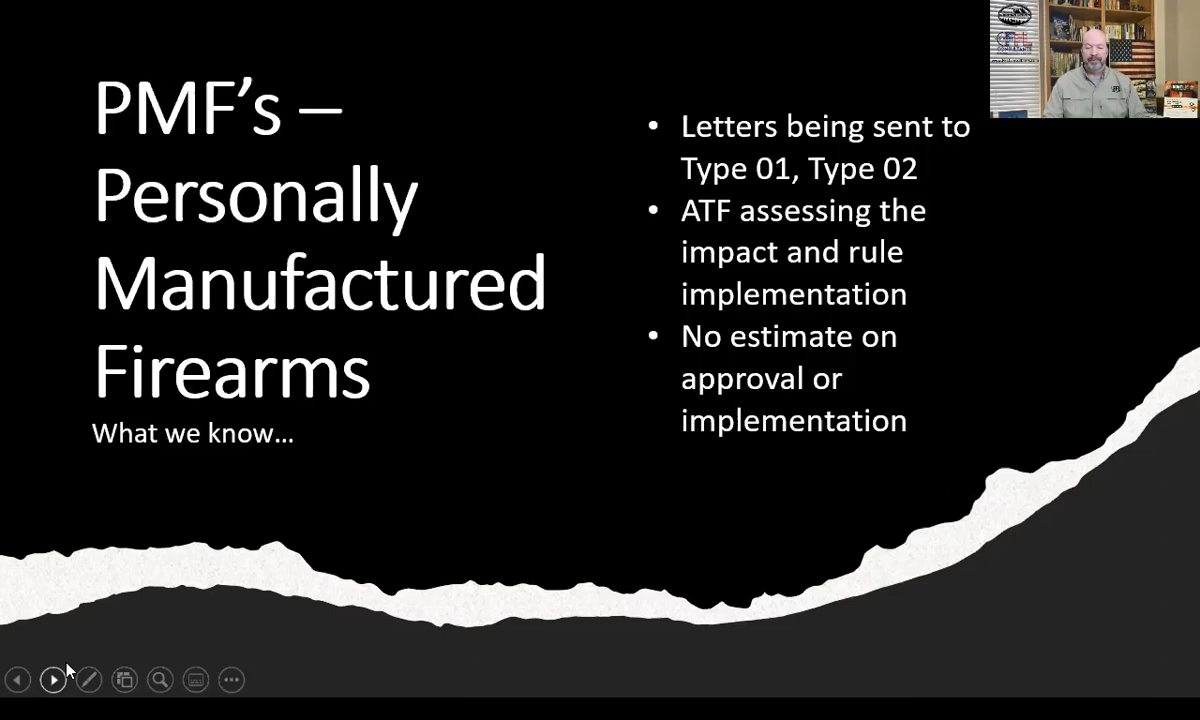 PMF's –
Personally
Manufactured
Firearms
What we know...
• Letters being sent to
Type 01, Type 02
• ATF assessing the
impact and rule
implementation
• No estimate on
approval or
implementation